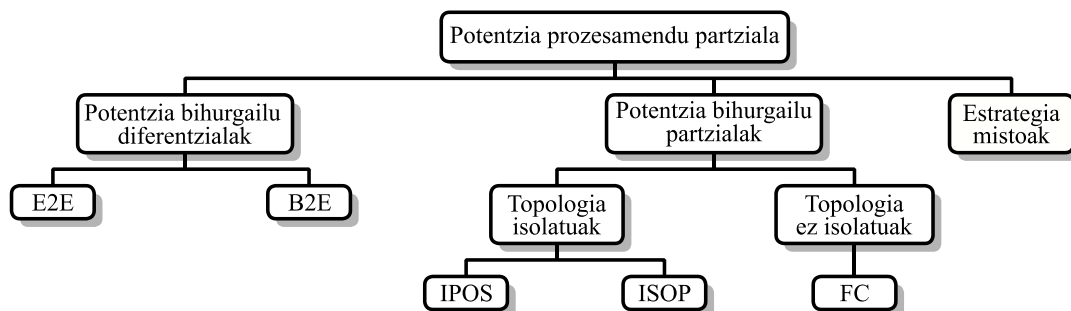 Potentzia prozesamendu partziala
Potentzia bihurgailu
diferentzialak
Potentzia bihurgailu
partzialak
Estrategia
mistoak
E2E
B2E
Topologia
isolatuak
Topologia
ez isolatuak
IPOS
ISOP
FC